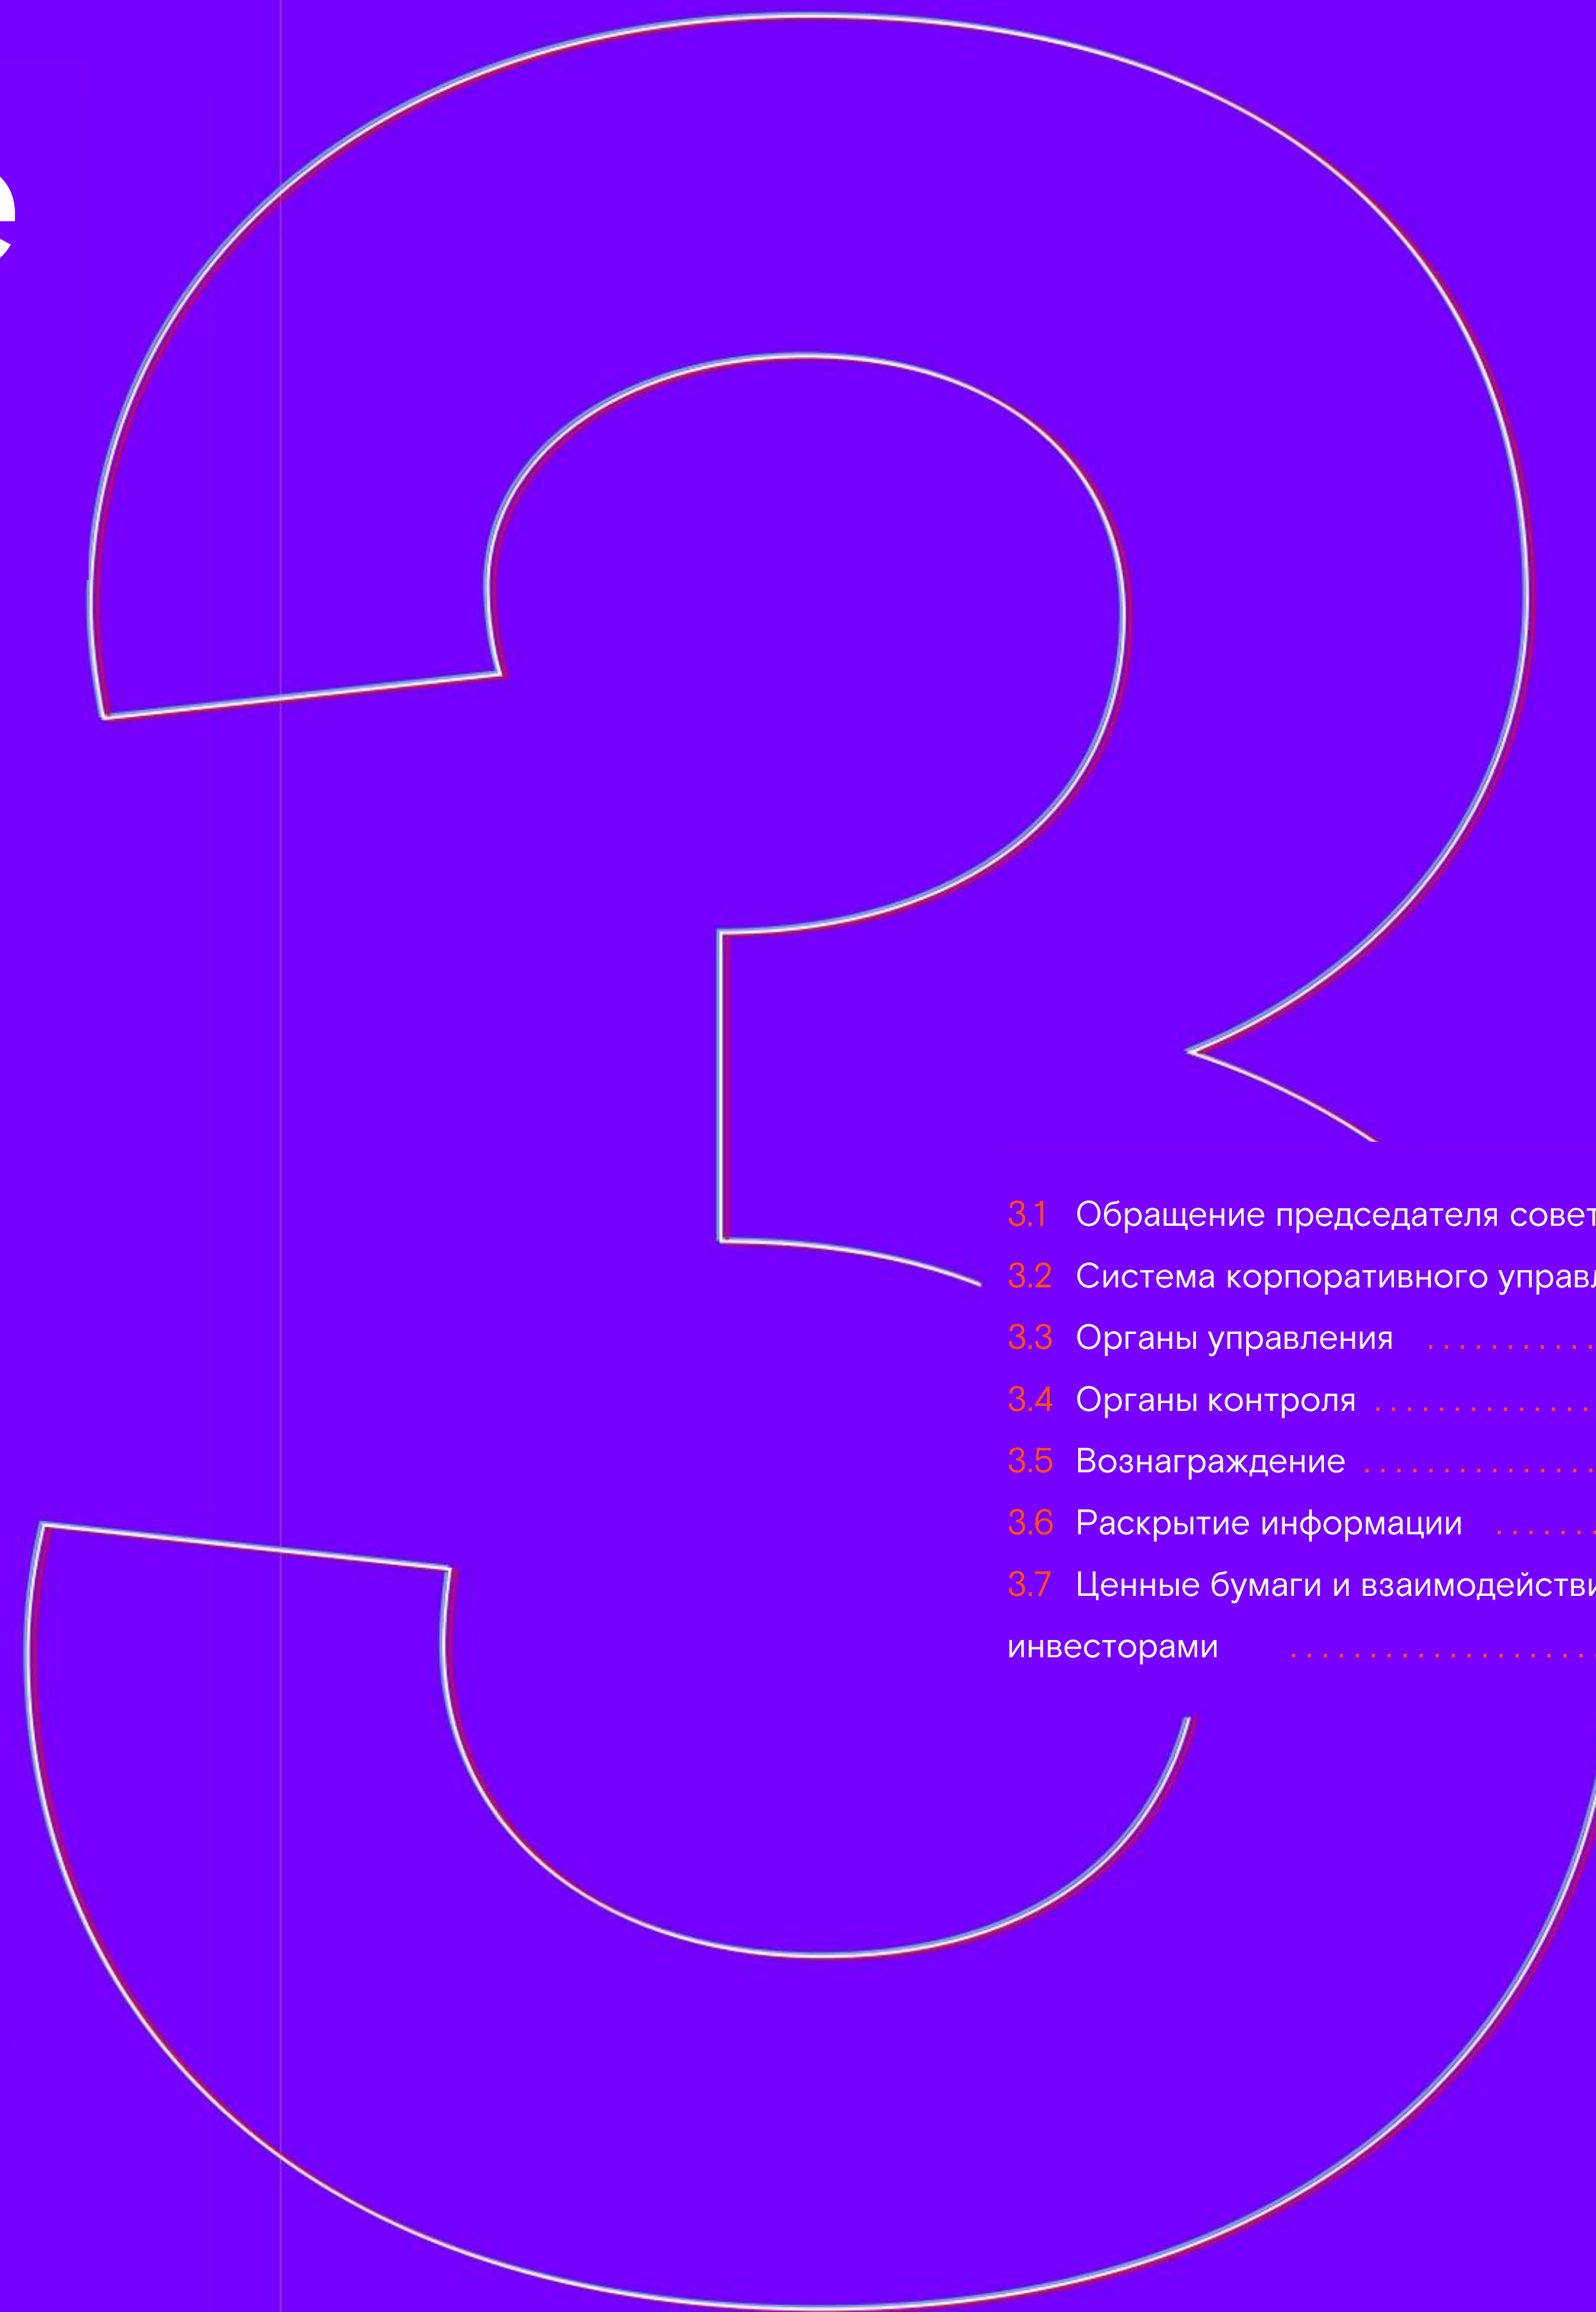 е
3
3.1 Обращение председателя совет
3.2 Система корпоративного управл
3.3 Органы управления ...........
3.4 Органы контроля ..............
3.5 Вознаграждение ...............
3.6 Раскрытие информации .......
3.7 Ценные бумаги и взаимодействи
инвесторами ....................